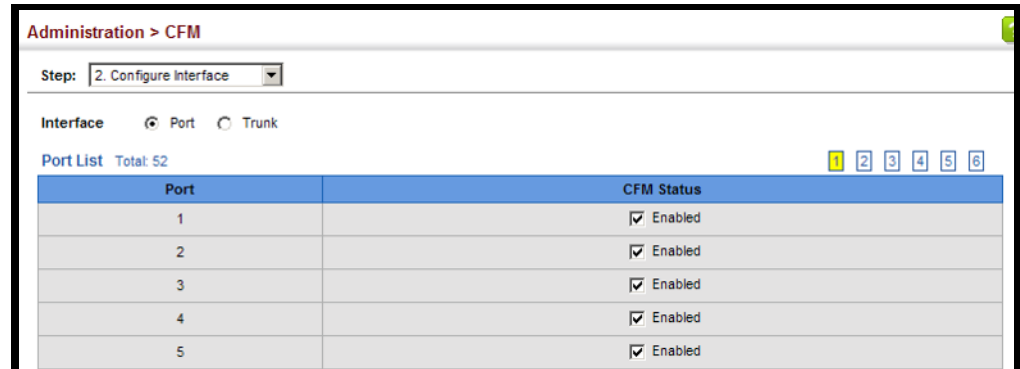 Administration > CFM
?
Step: 2. Configure Interface
Interface Port Trunk
Port List Total: 52 1 2 3 4 5 6
Port CFM Status
1 Enabled
2 Enabled
3 Enabled
4 Enabled
5 Enabled